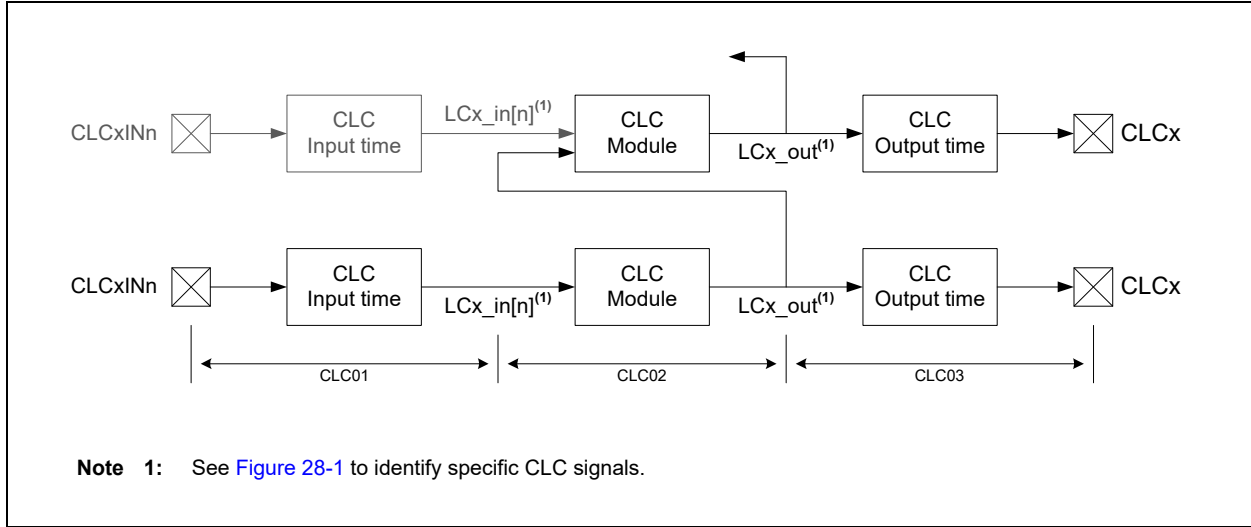 CLCxINn
CLC
Input time
LCx_in[n](1)
CLC
Module
LCx_out(1)
CLC
Output time
CLCx
CLCxINn
CLC
Input time
LCx_in[n](1)
CLC
Module
LCx_out(1)
CLC
Output time
CLCx
CLC01
CLC02
CLC03
Note 1: See Figure 28-1 to identify specific CLC signals.